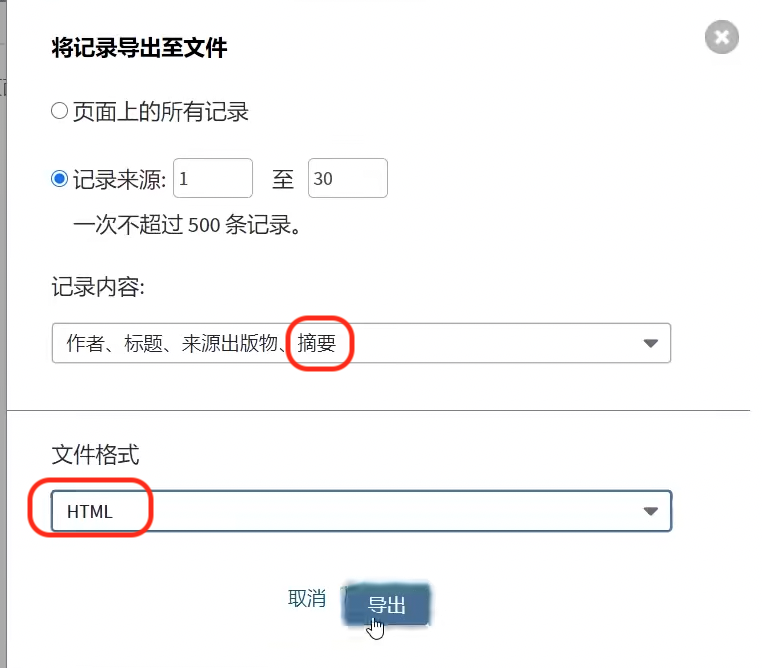 将记录导出至文件
页面上的所有记录
记录来源: 1 至 30
一次不超过 500 条记录。
记录内容:
作者、标题、来源出版物、摘要
文件格式
HTML
取消 导出